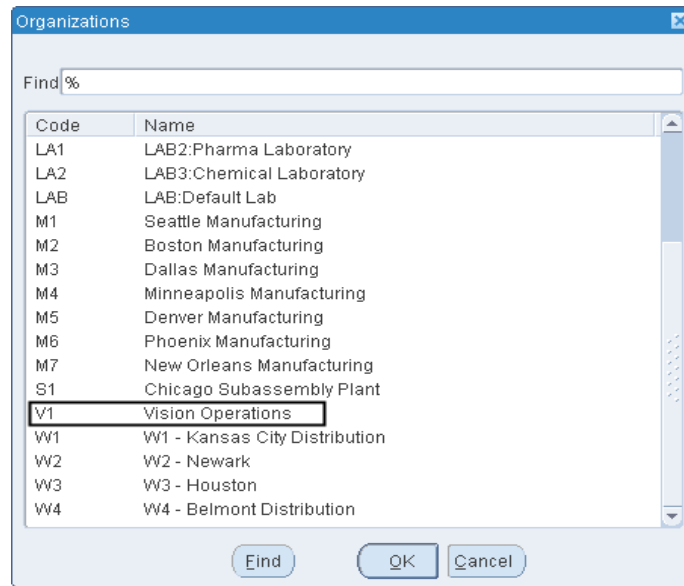 Organizations
Find %
Code Name
LA1 LAB2:Pharma Laboratory
LA2 LAB3:Chemical Laboratory
LAB LAB:Default Lab
M1 Seattle Manufacturing
M2 Boston Manufacturing
M3 Dallas Manufacturing
M4 Minneapolis Manufacturing
M5 Denver Manufacturing
M6 Phoenix Manufacturing
M7 New Orleans Manufacturing
S1 Chicago Subassembly Plant
V1 Vision Operations
W1 W1 - Kansas City Distribution
W2 W2 - Newark
W3 W3 - Houston
W4 W4 - Belmont Distribution
Find OK Cancel